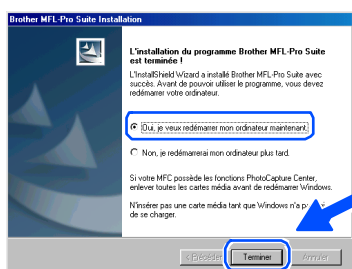 Brother MFL-Pro Suite Installation
L'installation du programme Brother MFL-Pro Suite
est terminée !
L'InstallShield Wizard a installé Brother MFL-Pro Suite avec
succès. Avant de pouvoir utiliser le programme, vous devez
redémarrer votre ordinateur.
Oui, je veux redémarrer mon ordinateur maintenant.
Non, je redémarrerai mon ordinateur plus tard.
Si votre MFC possède les fonctions PhotoCapture Center,
enlever toutes les cartes média avant de redémarrer Windows.
N'insérer pas une carte média tant que Windows n'a
de se charger.
< Précéder Terminer Annuler